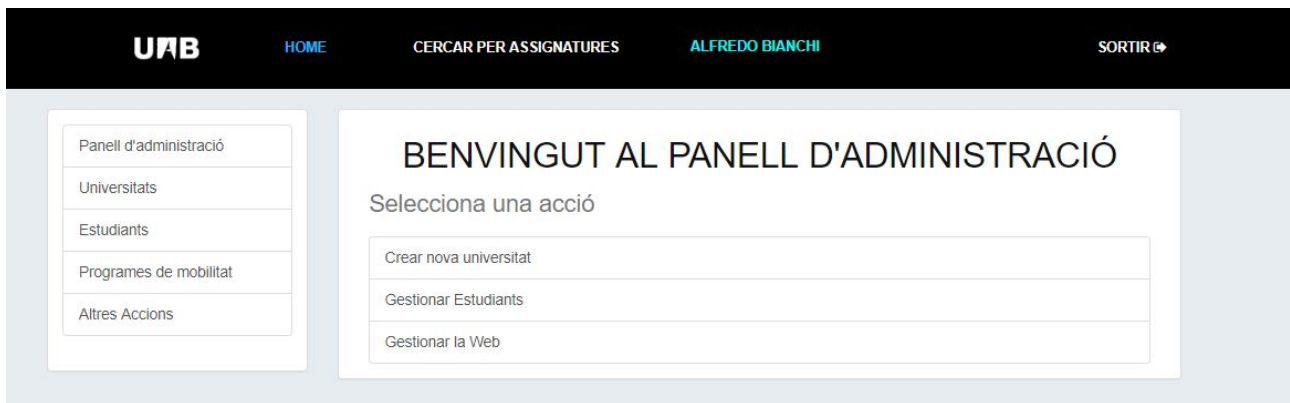 UAB HOME CERCAR PER ASSIGNATURES ALFREDO BIANCHI SORTIR
Panell d'administració
Universitats
Estudiants
Programes de mobilitat
Altres Accions
BENVINGUT AL PANELL D'ADMINISTRACIÓ
Selecciona una acció
Crear nova universitat
Gestionar Estudiants
Gestionar la Web